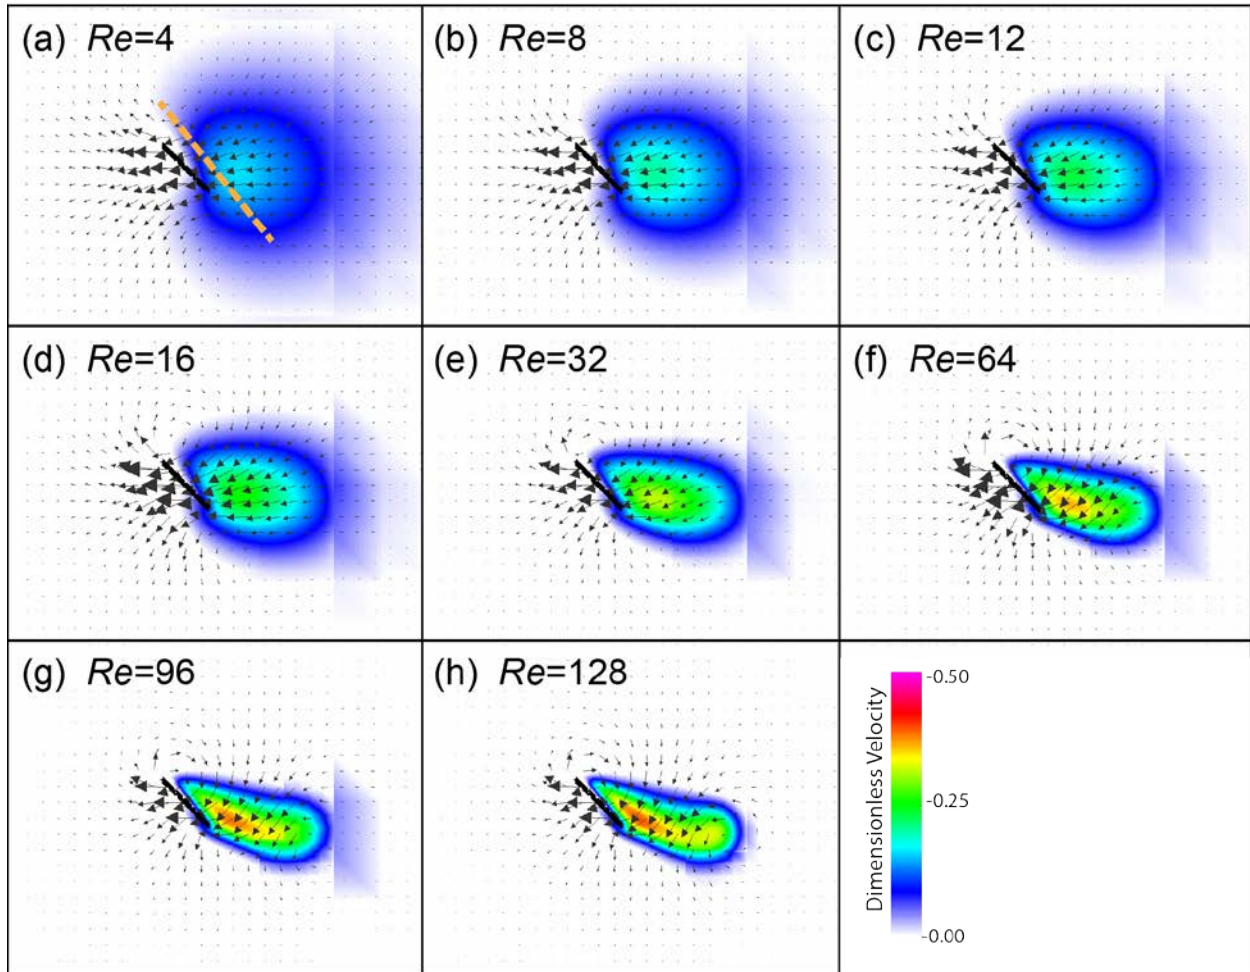 (a) Re=4
(b) Re=8
(c) Re=12
(d) Re=16
(e) Re=32
(f) Re=64
(g) Re=96
(h) Re=128
Dimensionless Velocity
-0.50
-0.25
-0.00